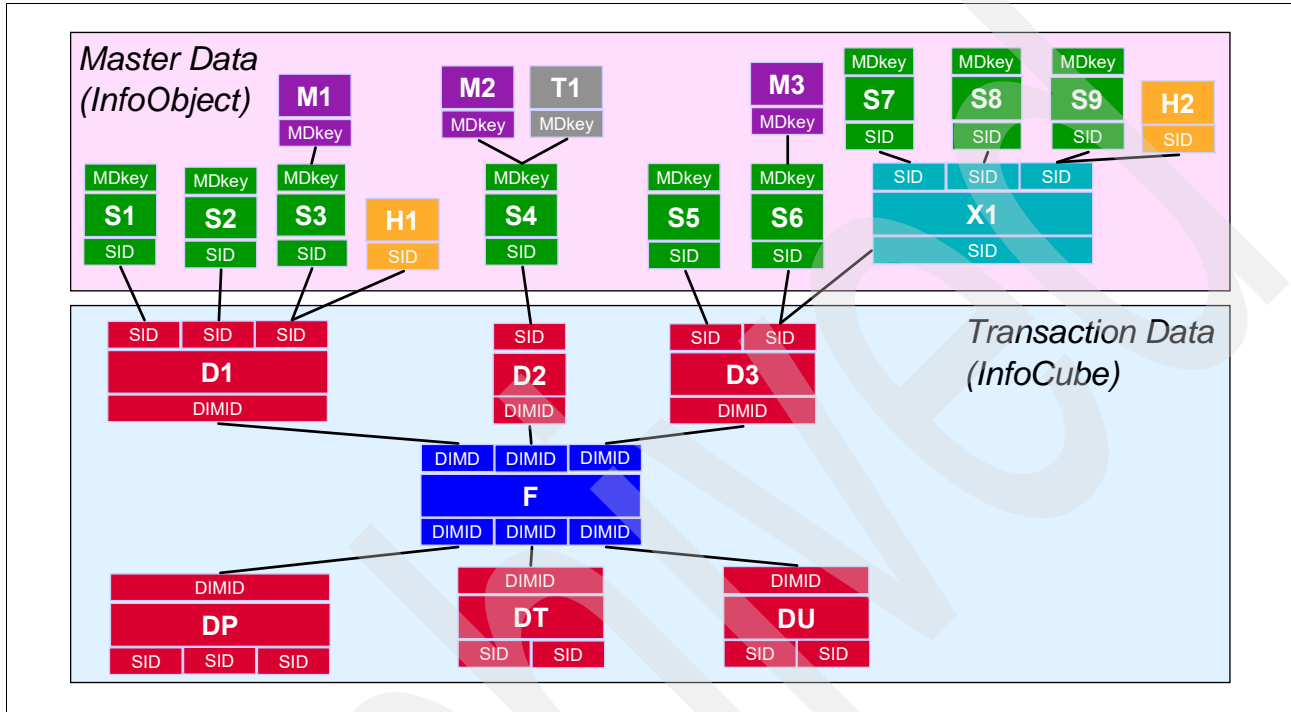 Master Data
(InfoObject)
M1
MDkey
M2
MDkey
T1
MDkey
M3
MDkey
MDkey
S7
SID
MDkey
S8
SID
MDkey
S9
SID
H2
SID
MDkey
S1
SID
MDkey
S2
SID
MDkey
S3
SID
H1
SID
MDkey
S4
SID
MDkey
S5
SID
MDkey
S6
SID
SID SID SID
X1
SID
Transaction Data
(InfoCube)
SID SID SID
D1
DIMID
SID
D2
DIMID
SID SID
D3
DIMID
DIMD DIMID DIMID
F
DIMID DIMID DIMID
DIMID
DP
SID SID SID
DIMID
DT
SID SID
DIMID
DU
SID SID